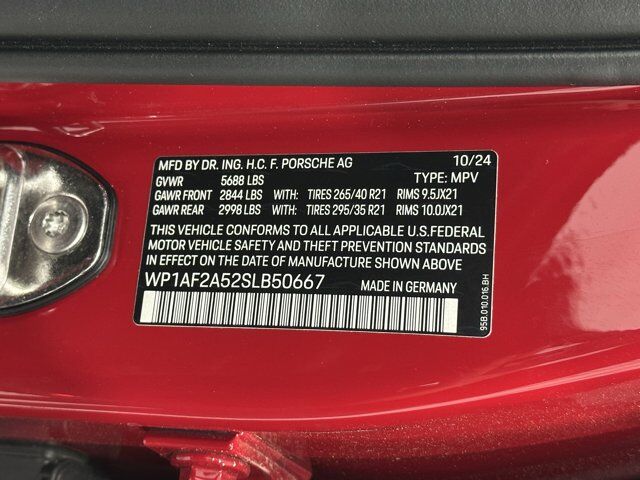 MFD BY DR. ING. H.C. F. PORSCHE AG 10/24
GVWR 5688 LBS TYPE: MPV
GAWR FRONT 2844 LBS WITH: TIRES 265/40 R21 RIMS 9.5JX21
GAWR REAR 2998 LBS WITH: TIRES 295/35 R21 RIMS 10.0JX21
THIS VEHICLE CONFORMS TO ALL APPLICABLE U.S.FEDERAL
MOTOR VEHICLE SAFETY AND THEFT PREVENTION STANDARDS
IN EFFECT ON THE DATE OF MANUFACTURE SHOWN ABOVE.
WP1AF2A52SLB50667 MADE IN GERMANY
95B.010.016.BH